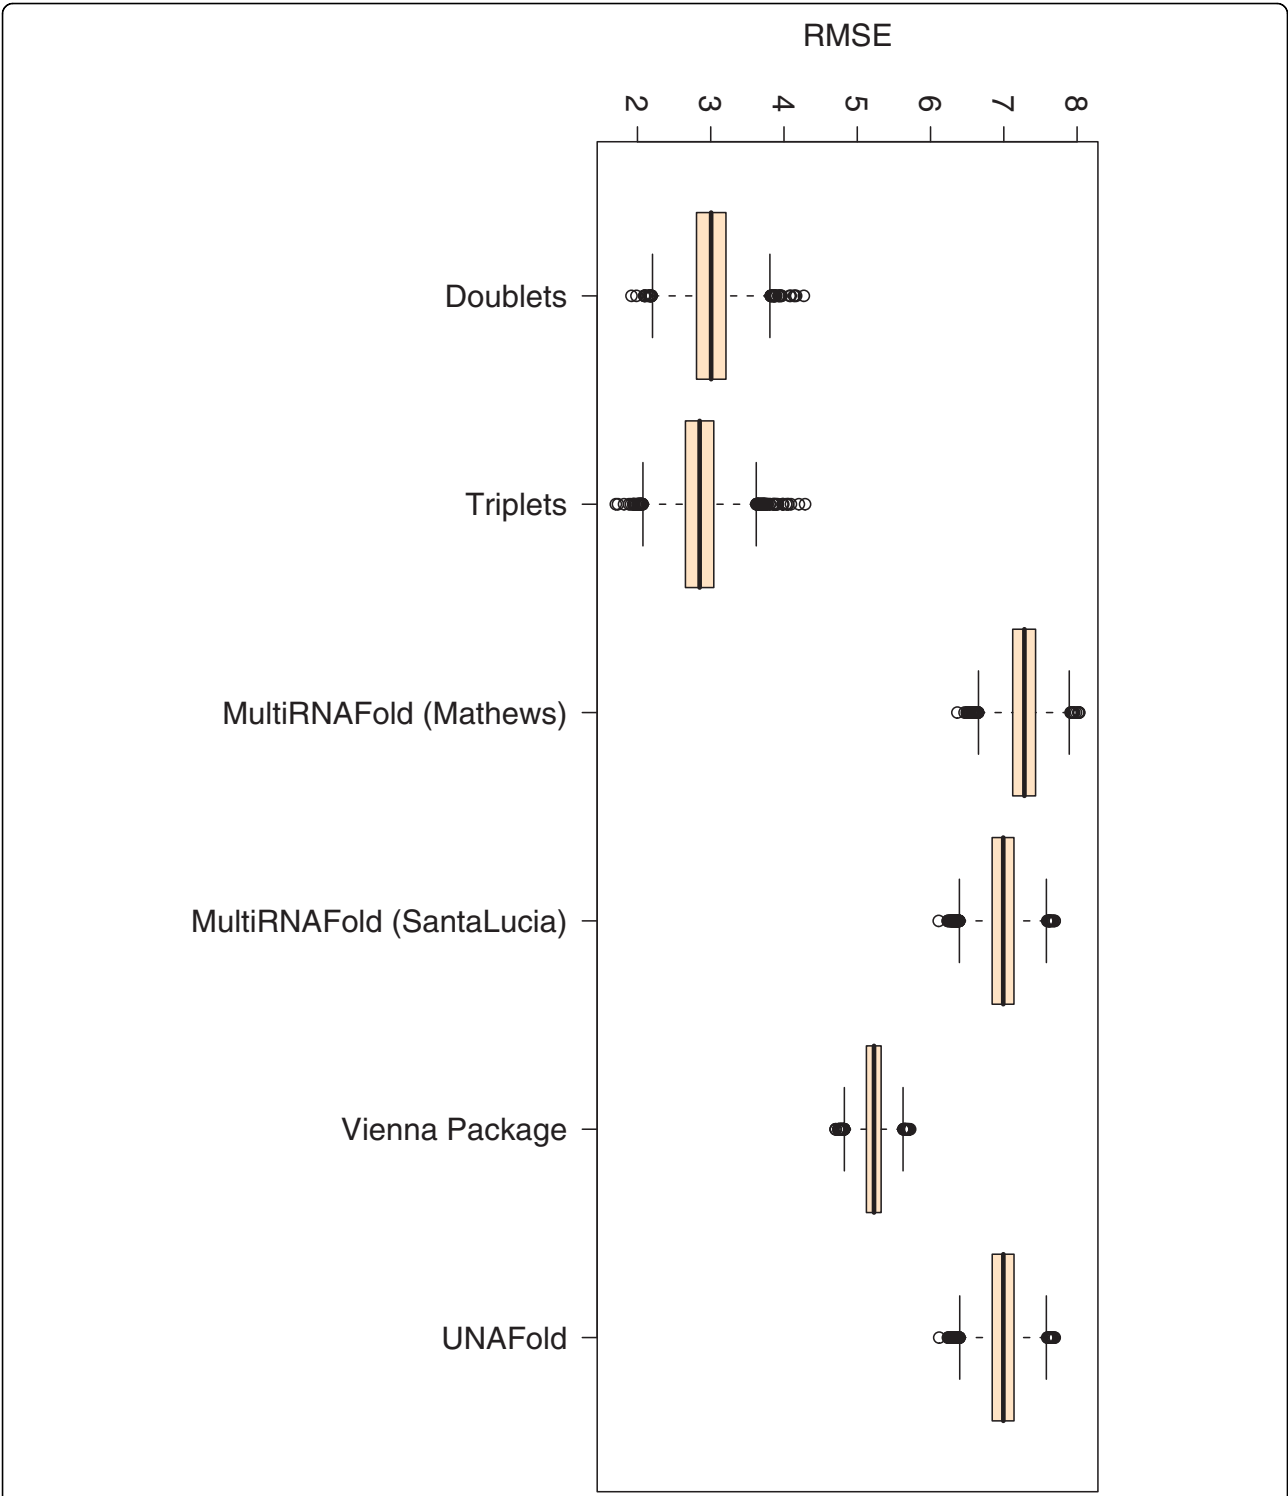 RMSE
2 3 4 5 6 7 8
Doublets
Triplets
MultiRNAFold (Mathews)
MultiRNAFold (SantaLucia)
Vienna Package
UNAFold